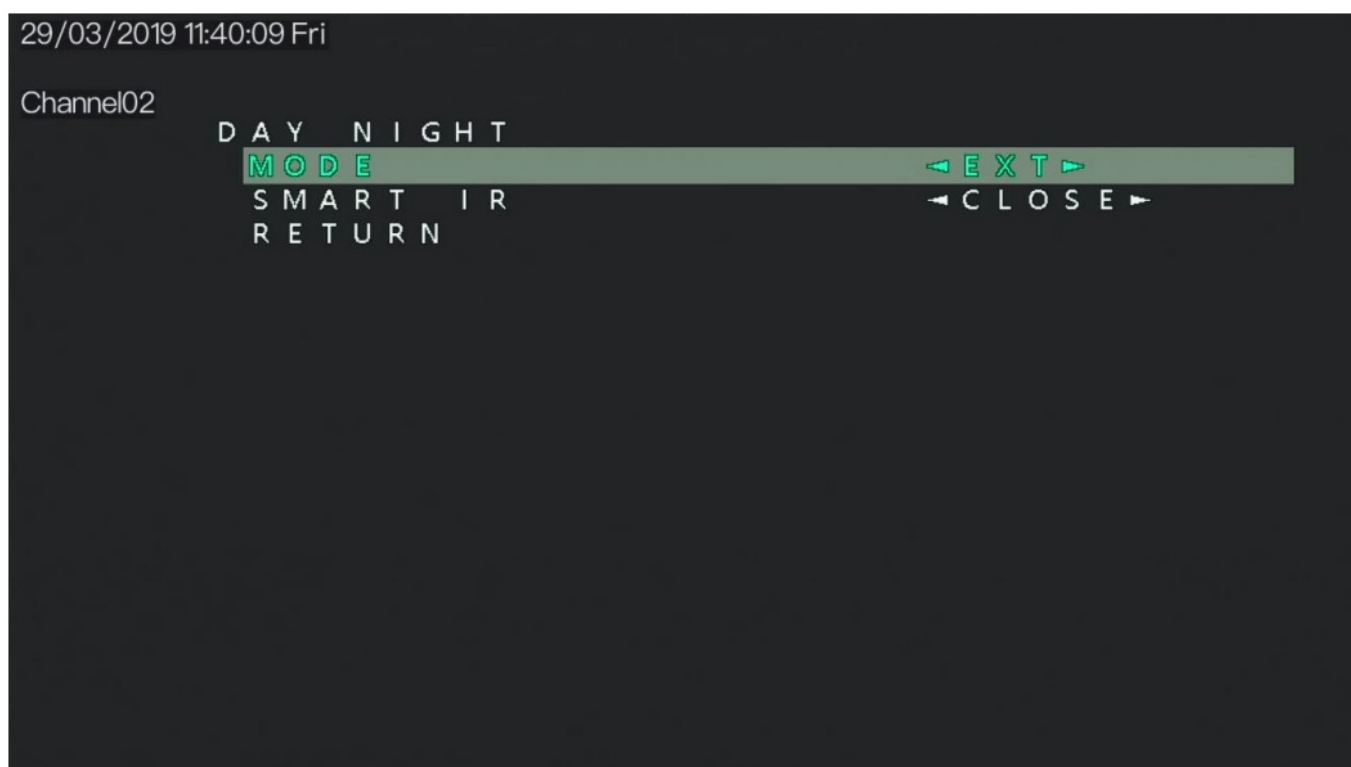 29/03/2019 11:40:09 Fri
Channel02
DAY NIGHT
MODE ◄EXT►
SMART IR ◄CLOSE►
RETURN